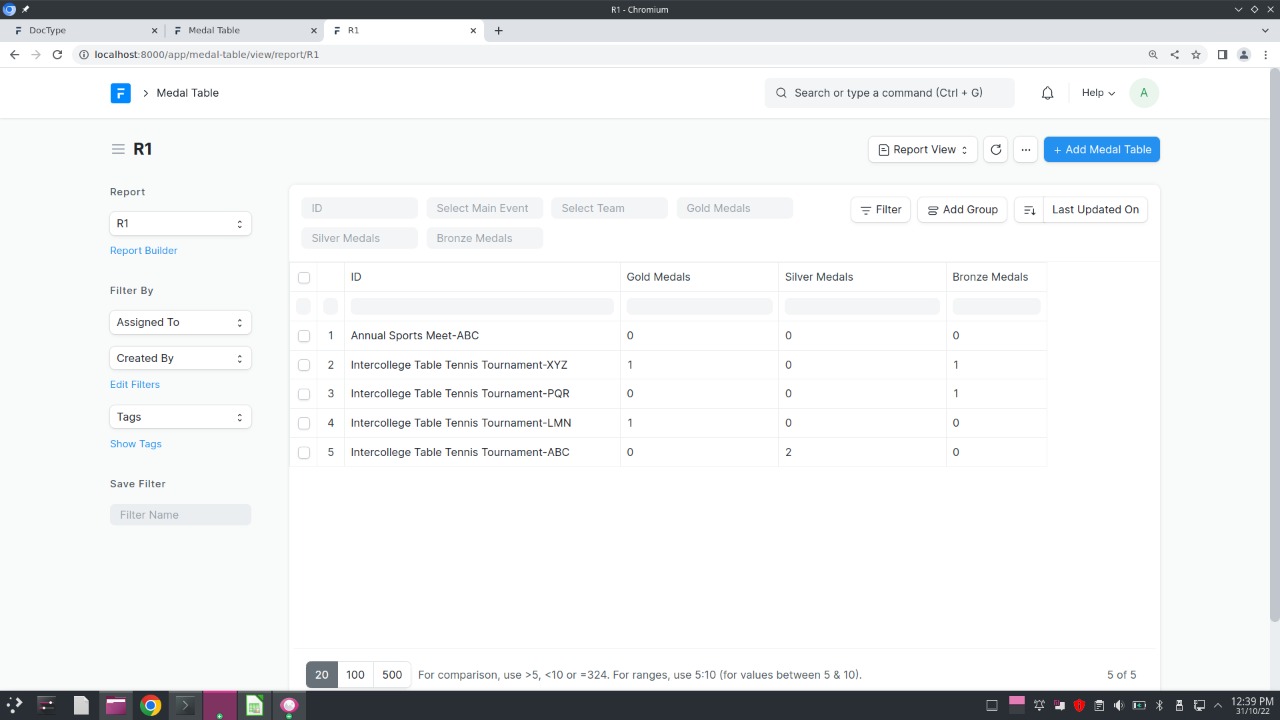 R1 - Chromium
DocType
Medal Table
R1
localhost:8000/app/medal-table/view/report/R1
Medal Table
Search or type a command (Ctrl + G)
Help
A
R1
Report View
+ Add Medal Table
Report
R1
Report Builder
Filter By
Assigned To
Created By
Edit Filters
Tags
Show Tags
Save Filter
Filter Name
ID
Select Main Event
Select Team
Gold Medals
Silver Medals
Bronze Medals
Filter
Add Group
Last Updated On
ID Gold Medals Silver Medals Bronze Medals
1 Annual Sports Meet-ABC 0 0 0
2 Intercollege Table Tennis Tournament-XYZ 1 0 1
3 Intercollege Table Tennis Tournament-PQR 0 0 1
4 Intercollege Table Tennis Tournament-LMN 1 0 0
5 Intercollege Table Tennis Tournament-ABC 0 2 0
20 100 500 For comparison, use >5, <10 or =324. For ranges, use 5:10 (for values between 5 & 10). 5 of 5
12:39 PM
31/10/22